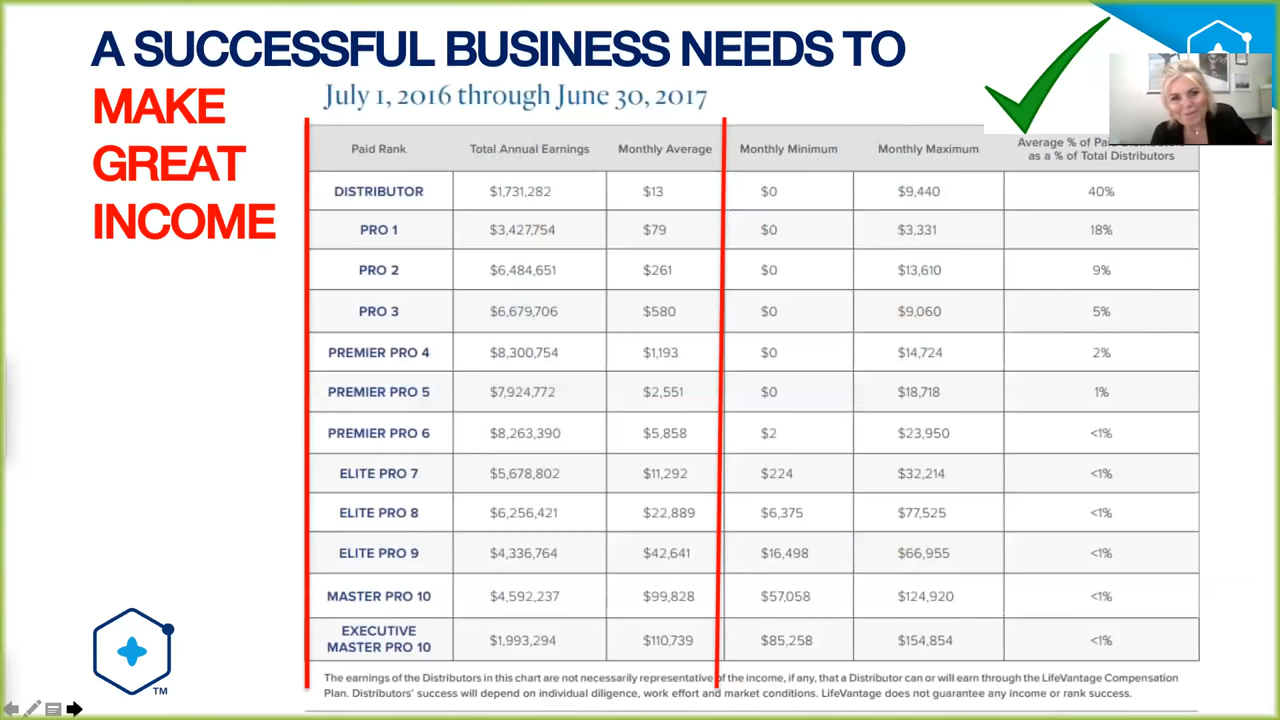 A SUCCESSFUL BUSINESS NEEDS TO
MAKE
GREAT
INCOME
July 1, 2016 through June 30, 2017
Paid Rank Total Annual Earnings Monthly Average Monthly Minimum Monthly Maximum Average % of
as a % of Total Distributors
DISTRIBUTOR $1,731,282 $13 $0 $9,440 40%
PRO 1 $3,427,754 $79 $0 $3,331 18%
PRO 2 $6,484,651 $261 $0 $13,610 9%
PRO 3 $6,679,706 $580 $0 $9,060 5%
PREMIER PRO 4 $8,300,754 $1,193 $0 $14,724 2%
PREMIER PRO 5 $7,924,772 $2,551 $0 $18,718 1%
PREMIER PRO 6 $8,263,390 $5,858 $2 $23,950 <1%
ELITE PRO 7 $5,678,802 $11,292 $224 $32,214 <1%
ELITE PRO 8 $6,256,421 $22,889 $6,375 $77,525 <1%
ELITE PRO 9 $4,336,764 $42,641 $16,498 $66,955 <1%
MASTER PRO 10 $4,592,237 $99,828 $57,058 $124,920 <1%
EXECUTIVE
MASTER PRO 10 $1,993,294 $110,739 $85,258 $154,854 <1%
The earnings of the Distributors in this chart are not necessarily representative of the income, if any, that a Distributor can or will earn through the LifeVantage Compensation
Plan. Distributors' success will depend on individual diligence, work effort and market conditions. LifeVantage does not guarantee any income or rank success.
TM